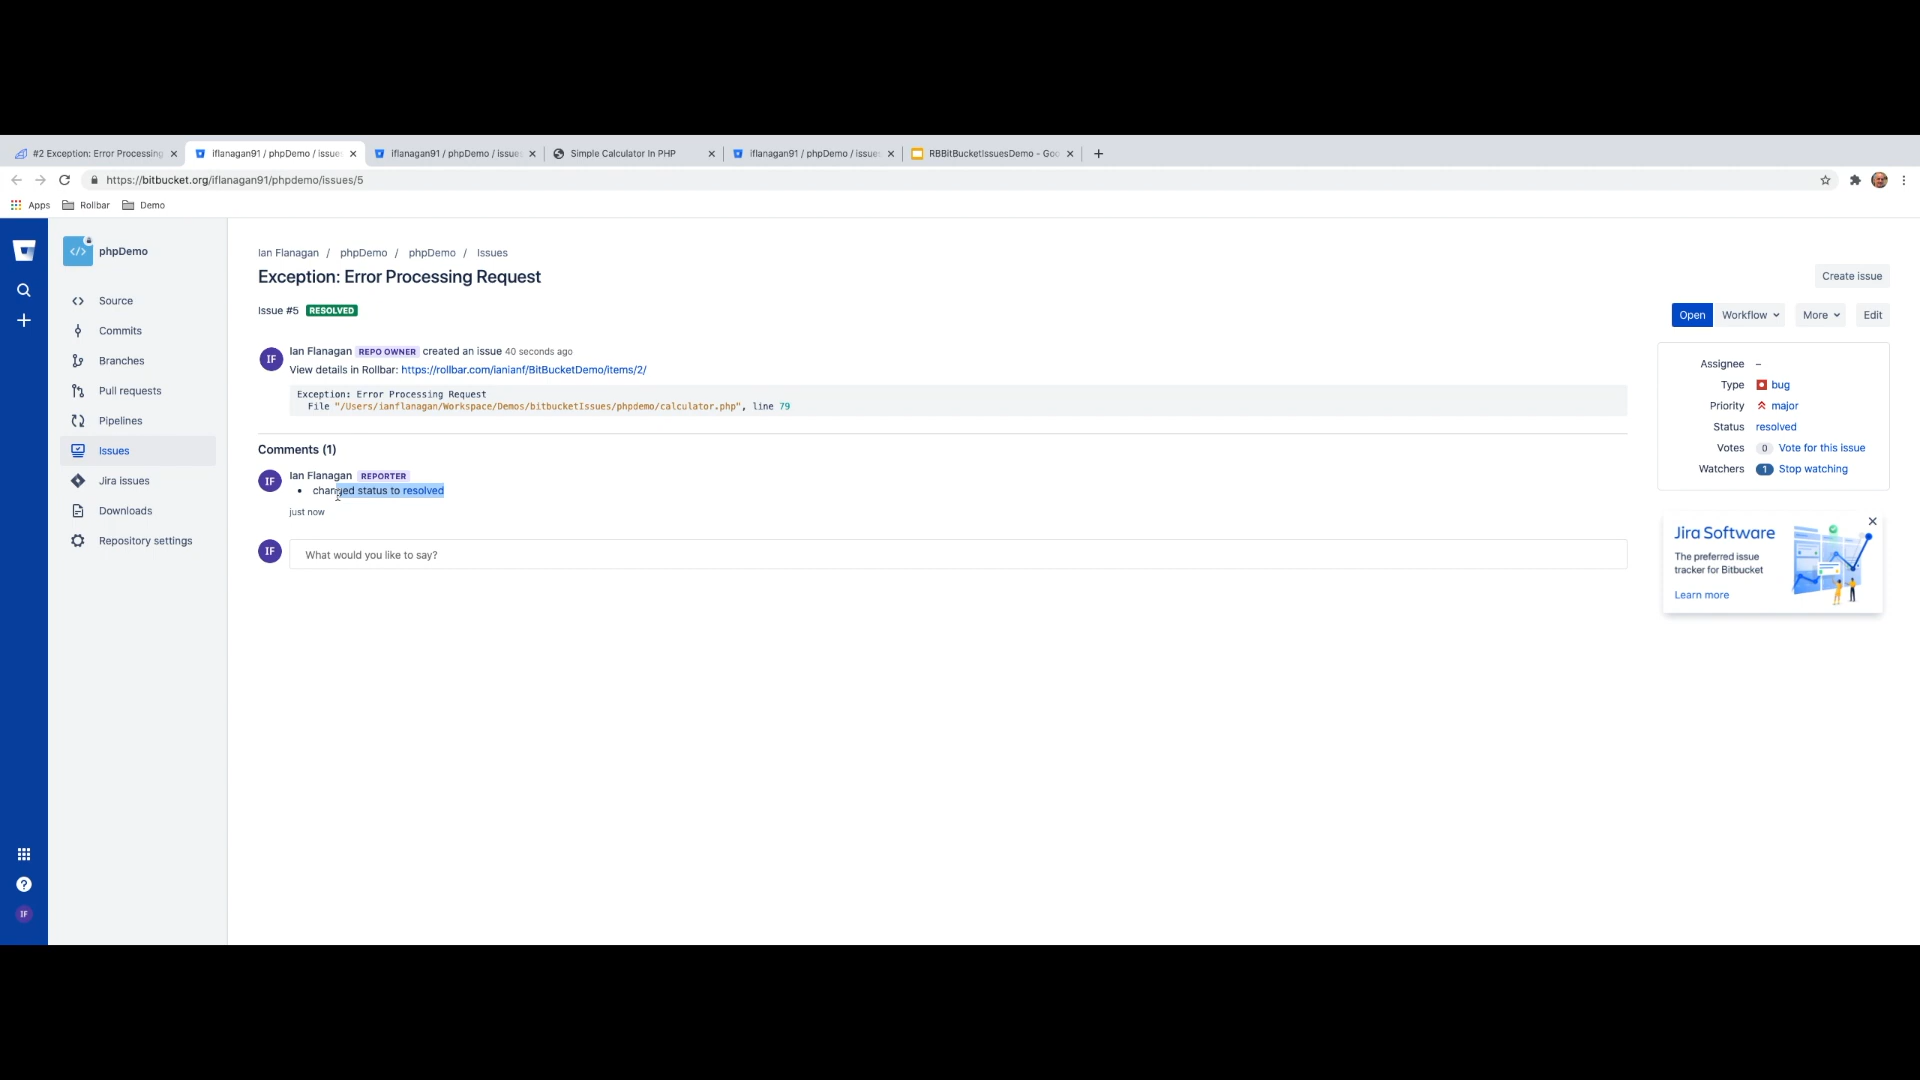 #2 Exception: Error Processing
iflanagan91 / phpDemo / issues
iflanagan91 / phpDemo / issues
Simple Calculator In PHP
iflanagan91 / phpDemo / issues
RBBitBucketIssuesDemo - Goo
https://bitbucket.org/iflanagan91/phpdemo/issues/5
Apps Rollbar Demo
phpDemo
Source
Commits
Branches
Pull requests
Pipelines
Issues
Jira issues
Downloads
Repository settings
IF
Ian Flanagan / phpDemo / phpDemo / Issues
Exception: Error Processing Request
Create issue
Issue #5 RESOLVED
Open Workflow More Edit
IF Ian Flanagan REPO OWNER created an issue 40 seconds ago
View details in Rollbar: https://rollbar.com/ianianf/BitBucketDemo/items/2/
Exception: Error Processing Request
File "/Users/ianflanagan/Workspace/Demos/bitbucketIssues/phpdemo/calculator.php", line 79
Comments (1)
IF Ian Flanagan REPORTER
• changed status to resolved
just now
IF What would you like to say?
Assignee –
Type bug
Priority major
Status resolved
Votes 0 Vote for this issue
Watchers 1 Stop watching
Jira Software
The preferred issue
tracker for Bitbucket
Learn more